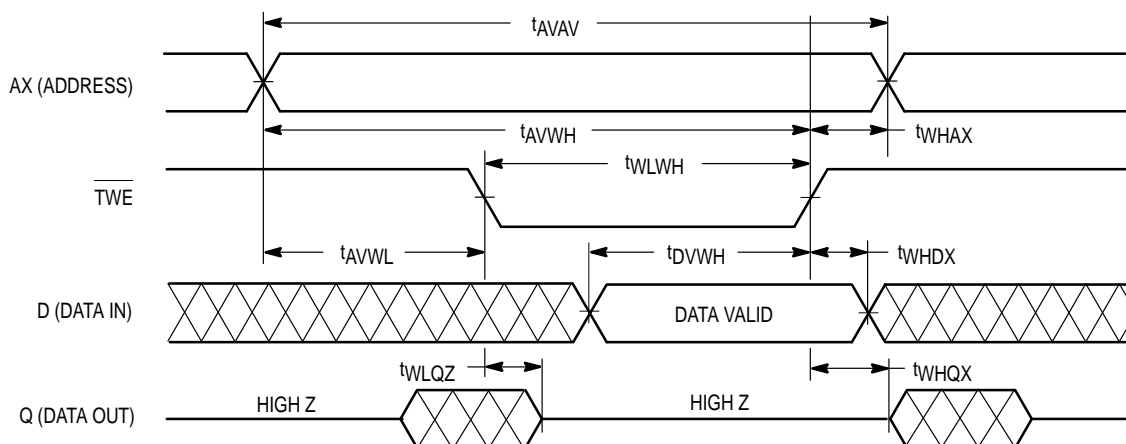 tAVAV
AX (ADDRESS)
tAVWH
tWHAX
tWLWH
TWE
tAVWL
tDVWH
tWHDX
D (DATA IN)
DATA VALID
tWLQZ
tWHQX
Q (DATA OUT)
HIGH Z
HIGH Z